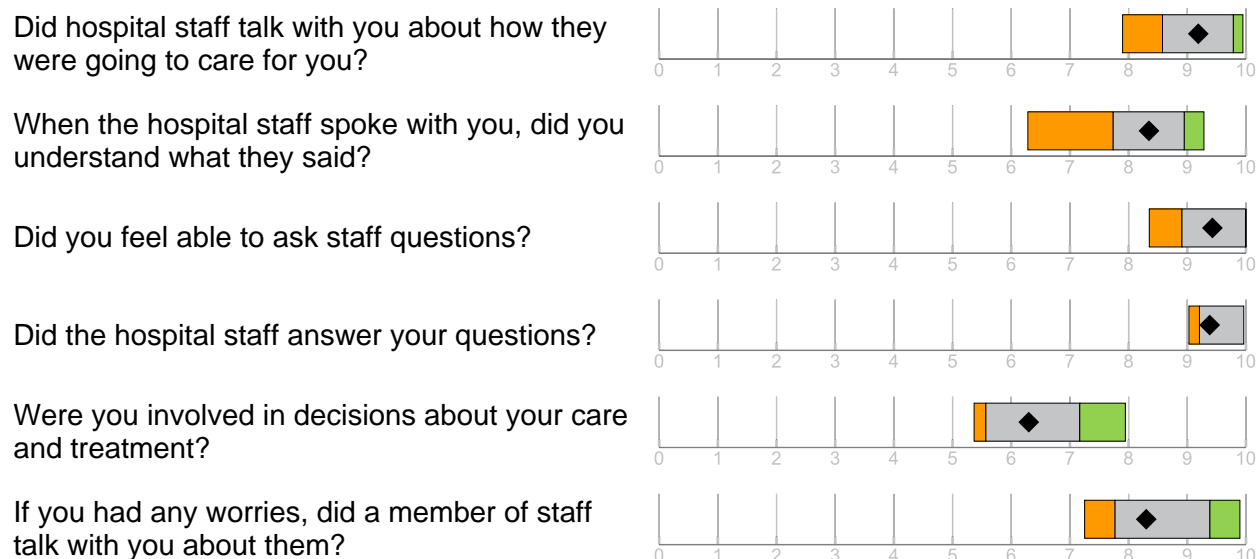 Did hospital staff talk with you about how they
were going to care for you?
0 1 2 3 4 5 6 7 8 9 10
When the hospital staff spoke with you, did you
understand what they said?
0 1 2 3 4 5 6 7 8 9 10
Did you feel able to ask staff questions?
0 1 2 3 4 5 6 7 8 9 10
Did the hospital staff answer your questions?
0 1 2 3 4 5 6 7 8 9 10
Were you involved in decisions about your care
and treatment?
0 1 2 3 4 5 6 7 8 9 10
If you had any worries, did a member of staff
talk with you about them?
0 1 2 3 4 5 6 7 8 9 10